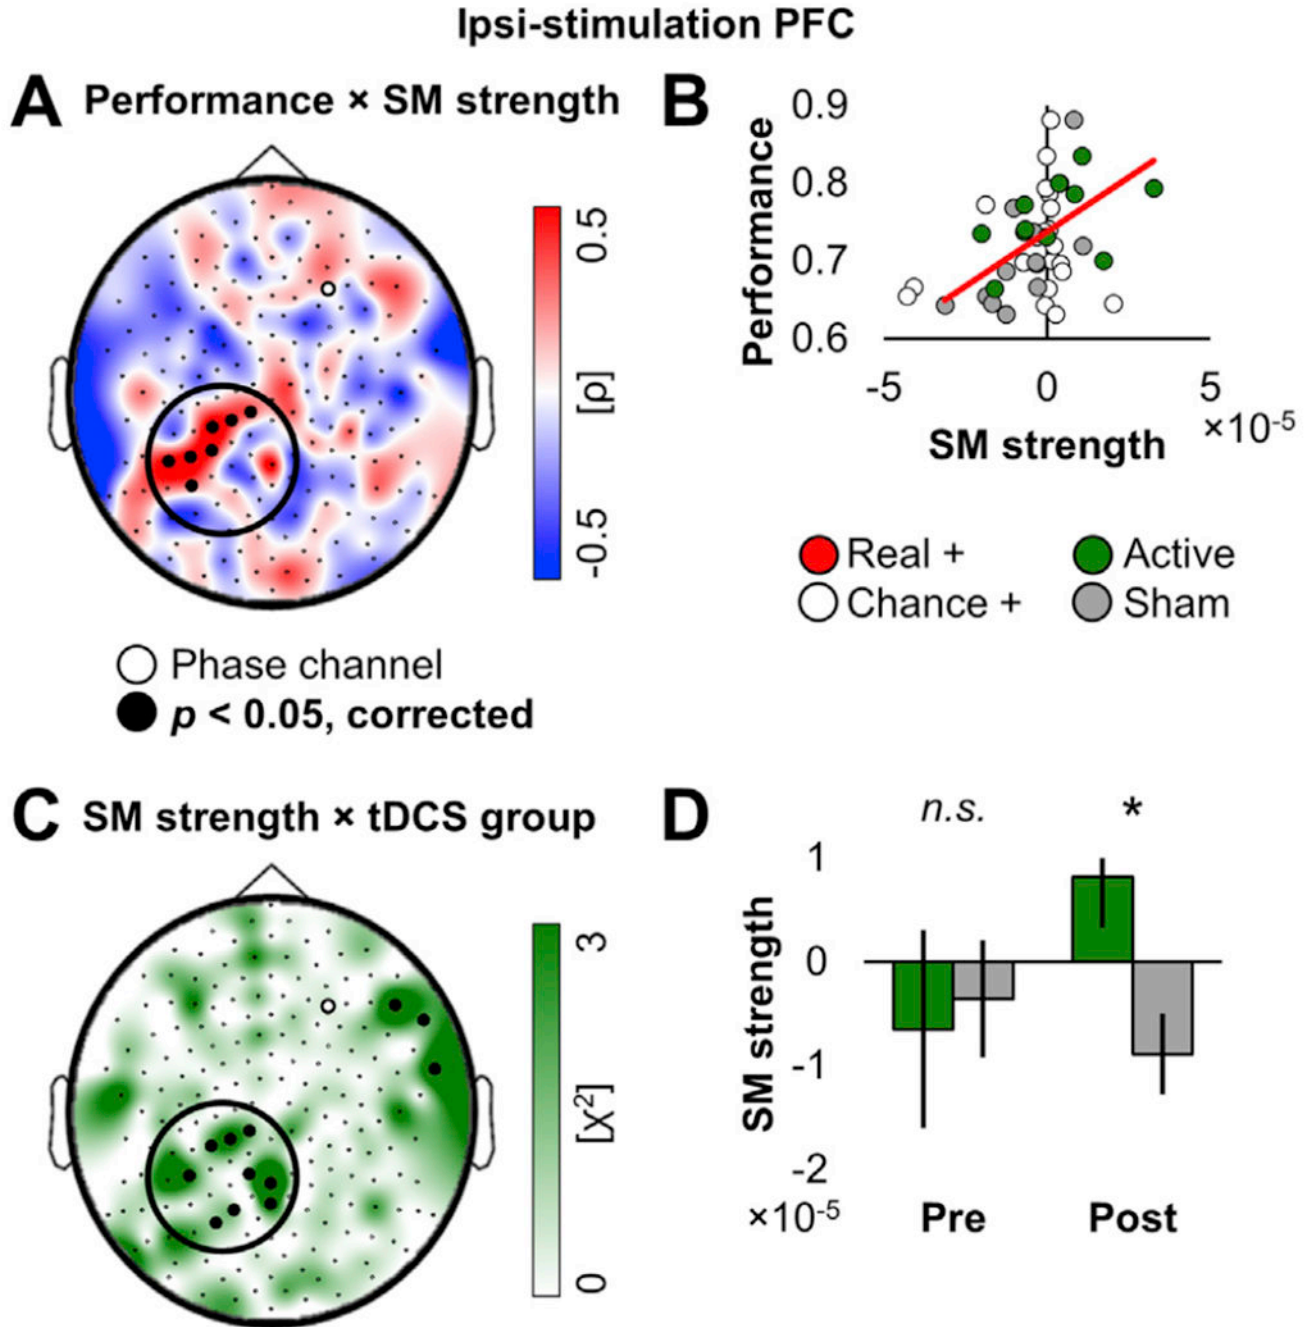 Ipsi-stimulation PFC
A Performance × SM strength
0.5
[ρ]
-0.5
Phase channel
p < 0.05, corrected
B
Performance
0.9
0.8
0.7
0.6
-5 0 5
×10-5
SM strength
Real + Active
Chance + Sham
C SM strength × tDCS group
3
[χ2]
0
D
n.s. *
SM strength
1
0
-1
-2
×10-5
Pre Post